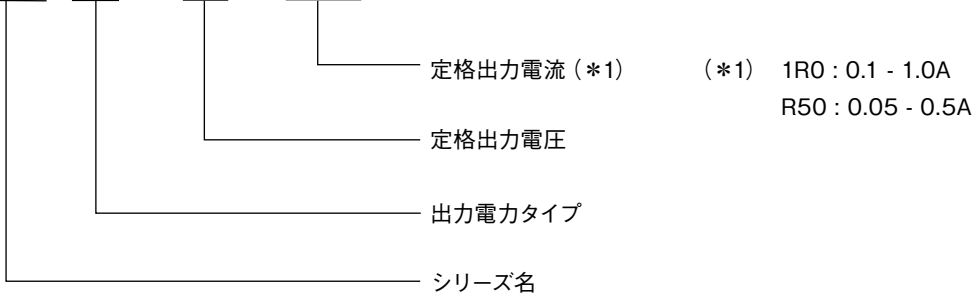 定格出力電流(*1) (*1) 1R0 : 0.1 - 1.0A
R50 : 0.05 - 0.5A
定格出力電圧
出力電力タイプ
シリーズ名